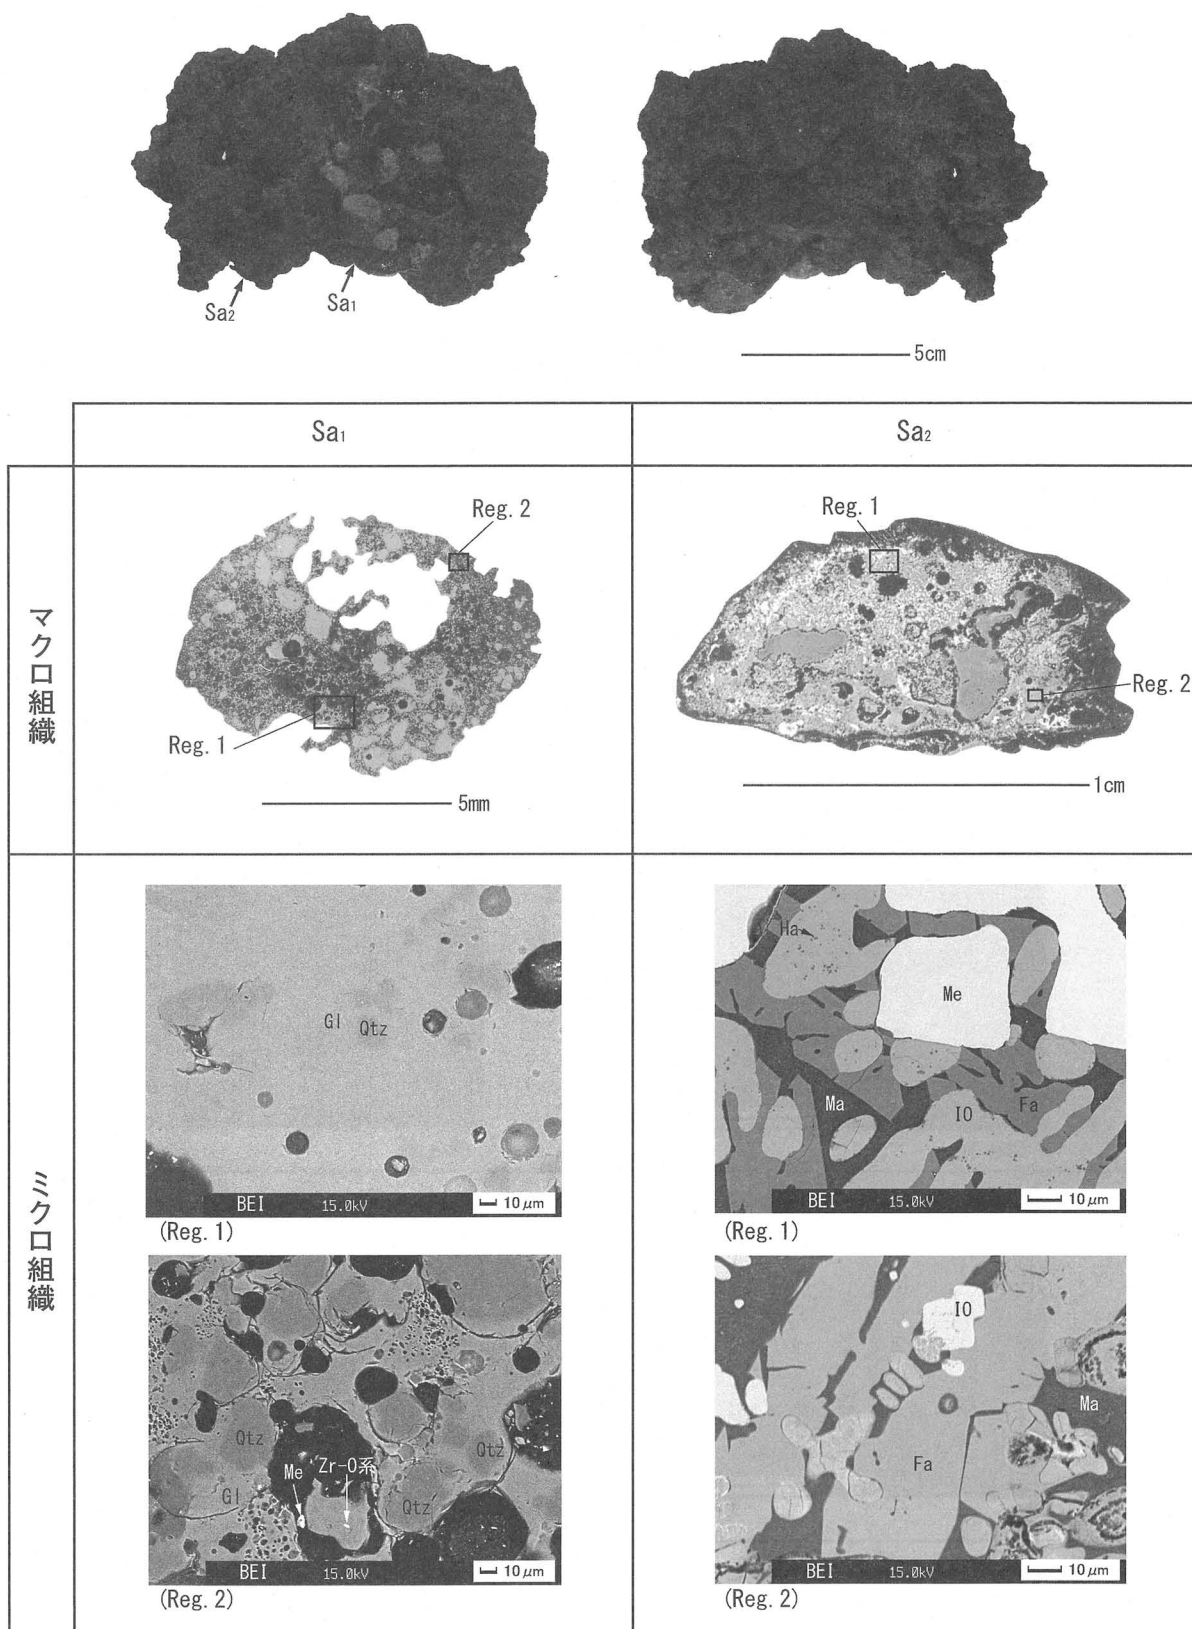 Sa₂
Sa₁
5cm
Sa₁
Sa₂
マクロ組織
Reg. 2
Reg. 1
5mm
Reg. 1
Reg. 2
1cm
ミクロ組織
Gl Qtz
BEI 15.0kV 10μm
(Reg. 1)
Ha
Me
Ma
IO
Fa
BEI 15.0kV 10μm
(Reg. 1)
Qtz
Me
Zr-O系
Qtz
Gl
Qtz
BEI 15.0kV 10μm
(Reg. 2)
IO
Ma
Fa
BEI 15.0kV 10μm
(Reg. 2)